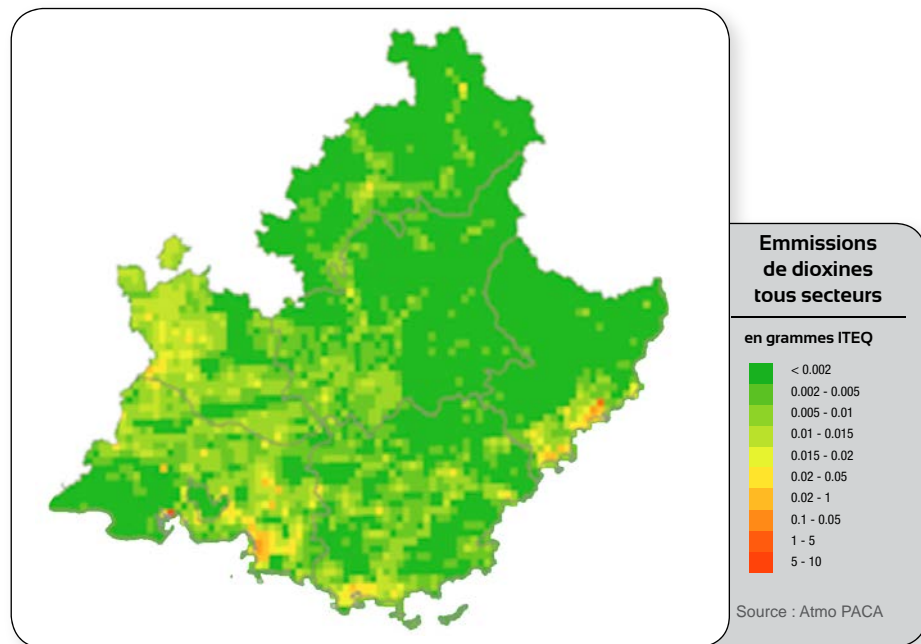 Emmissions
de dioxines
tous secteurs
en grammes ITEQ
< 0.002
0.002 - 0.005
0.005 - 0.01
0.01 - 0.015
0.015 - 0.02
0.02 - 0.05
0.02 - 1
0.1 - 0.05
1 - 5
5 - 10
Source : Atmo PACA